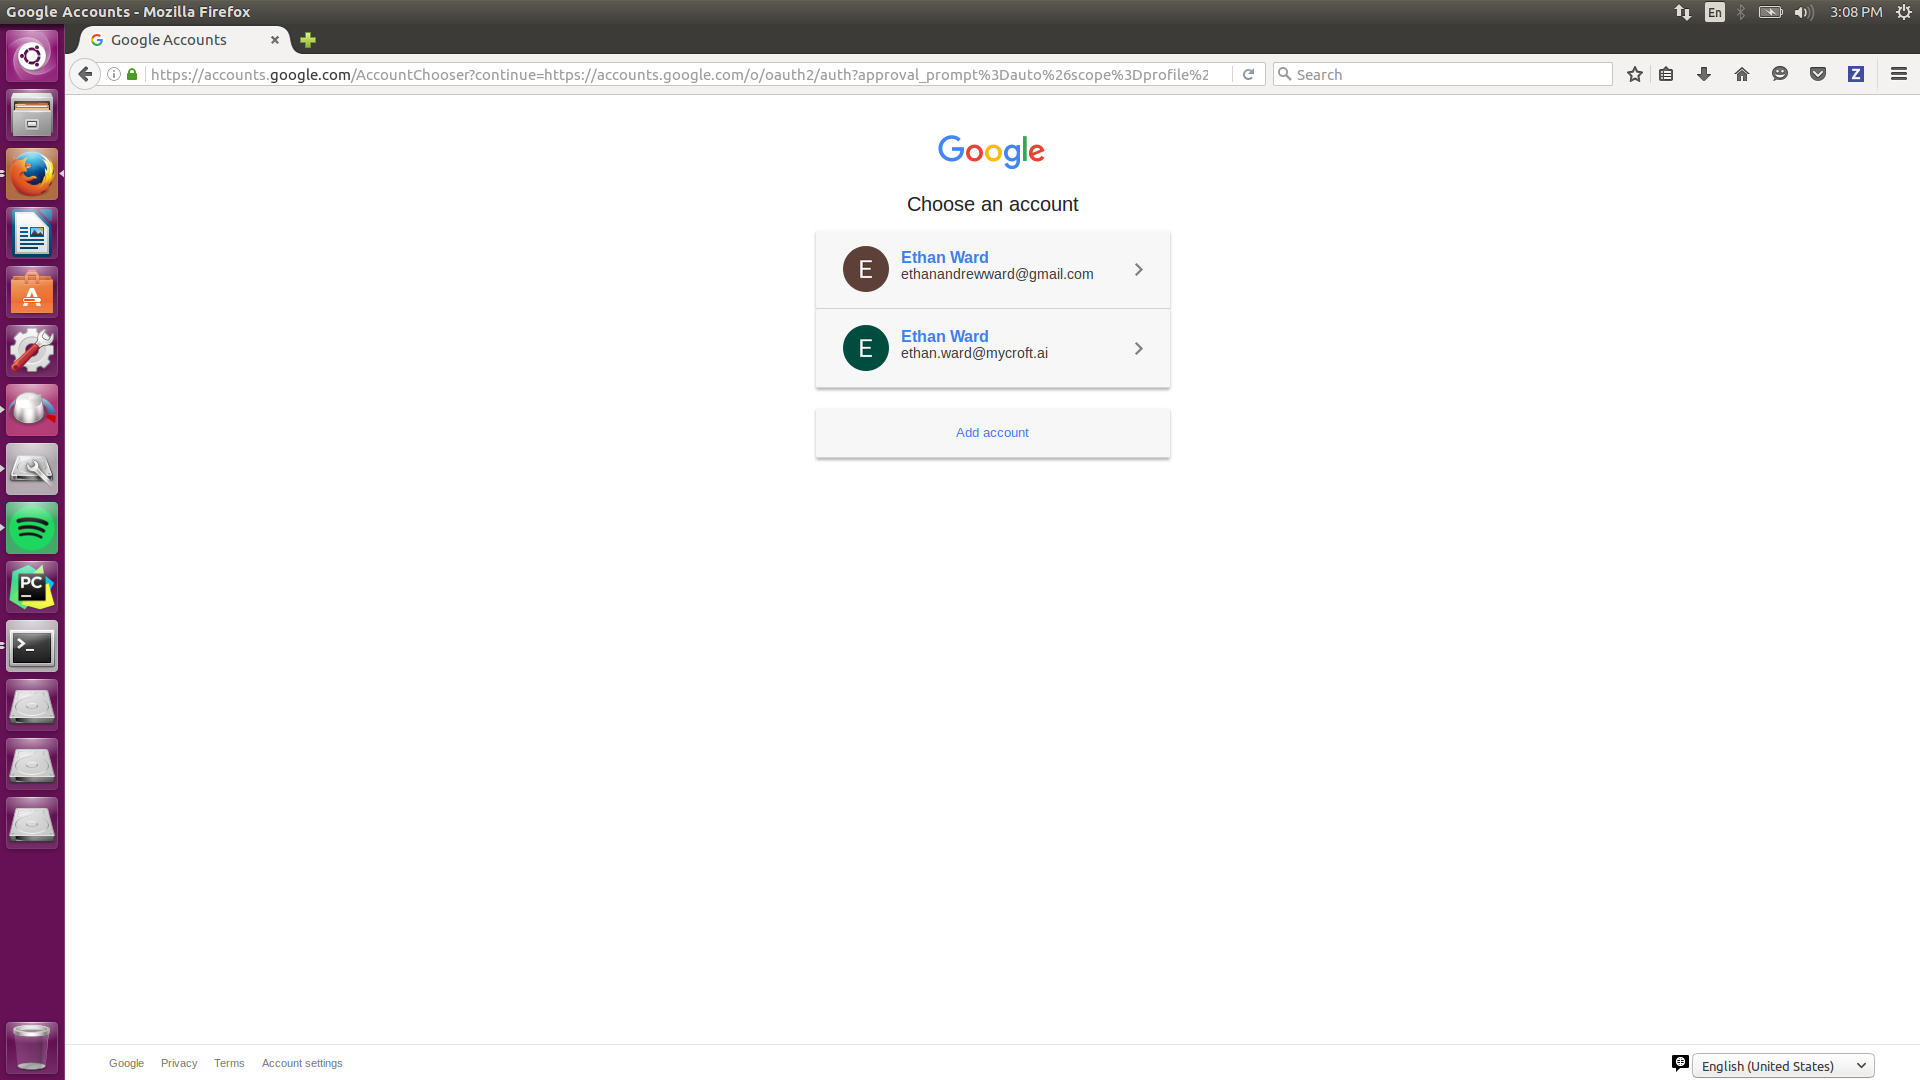 Google Accounts - Mozilla Firefox
En
3:08 PM
Google Accounts
https://accounts.google.com/AccountChooser?continue=https://accounts.google.com/o/oauth2/auth?approval_prompt%3Dauto%26scope%3Dprofile%2
Search
Z
Google
Choose an account
E
Ethan Ward
ethanandrewward@gmail.com
E
Ethan Ward
ethan.ward@mycroft.ai
Add account
PC
Google
Privacy
Terms
Account settings
English (United States)